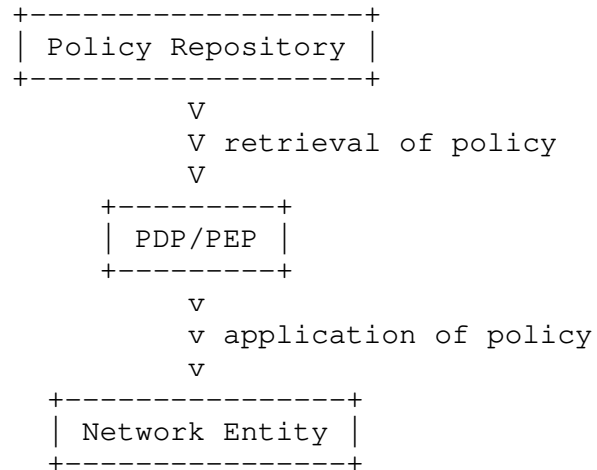 +-------------------+
| Policy Repository |
+-------------------+
V
V retrieval of policy
V
+---------+
| PDP/PEP |
+---------+
v
v application of policy
v
+----------------+
| Network Entity |
+----------------+